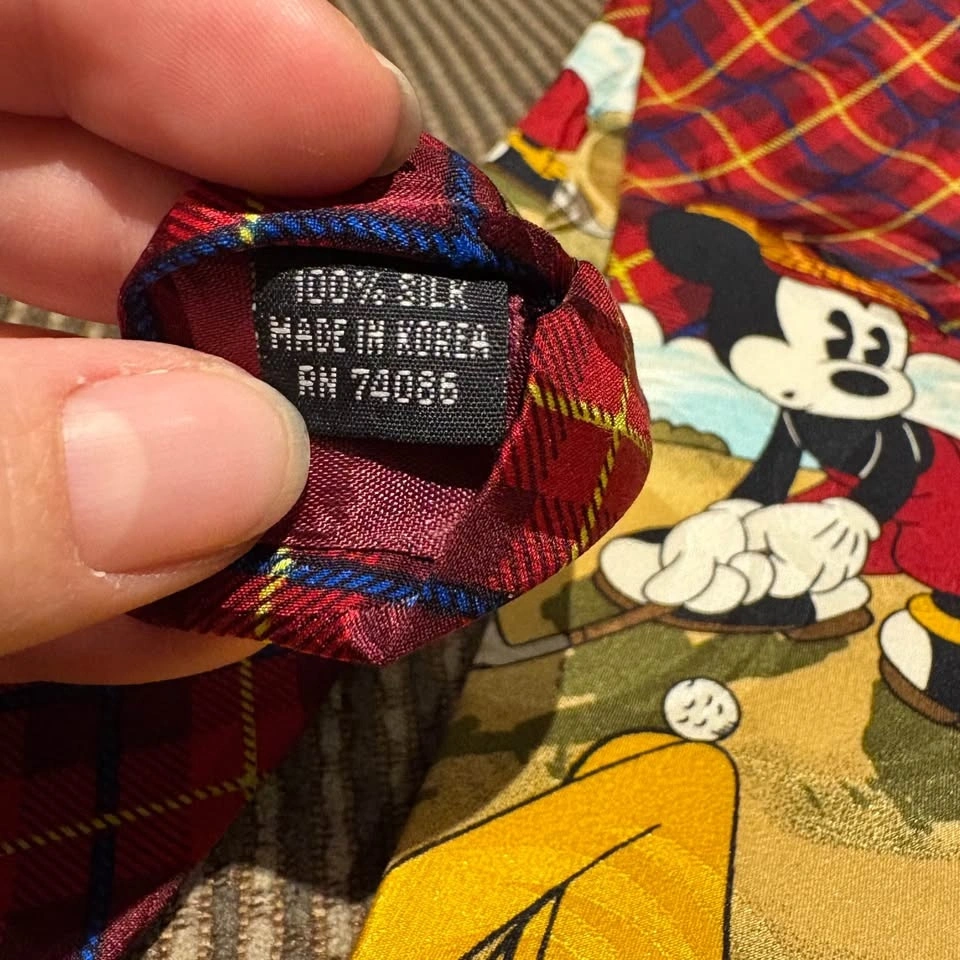 100% SILK
MADE IN KOREA
RN 74086